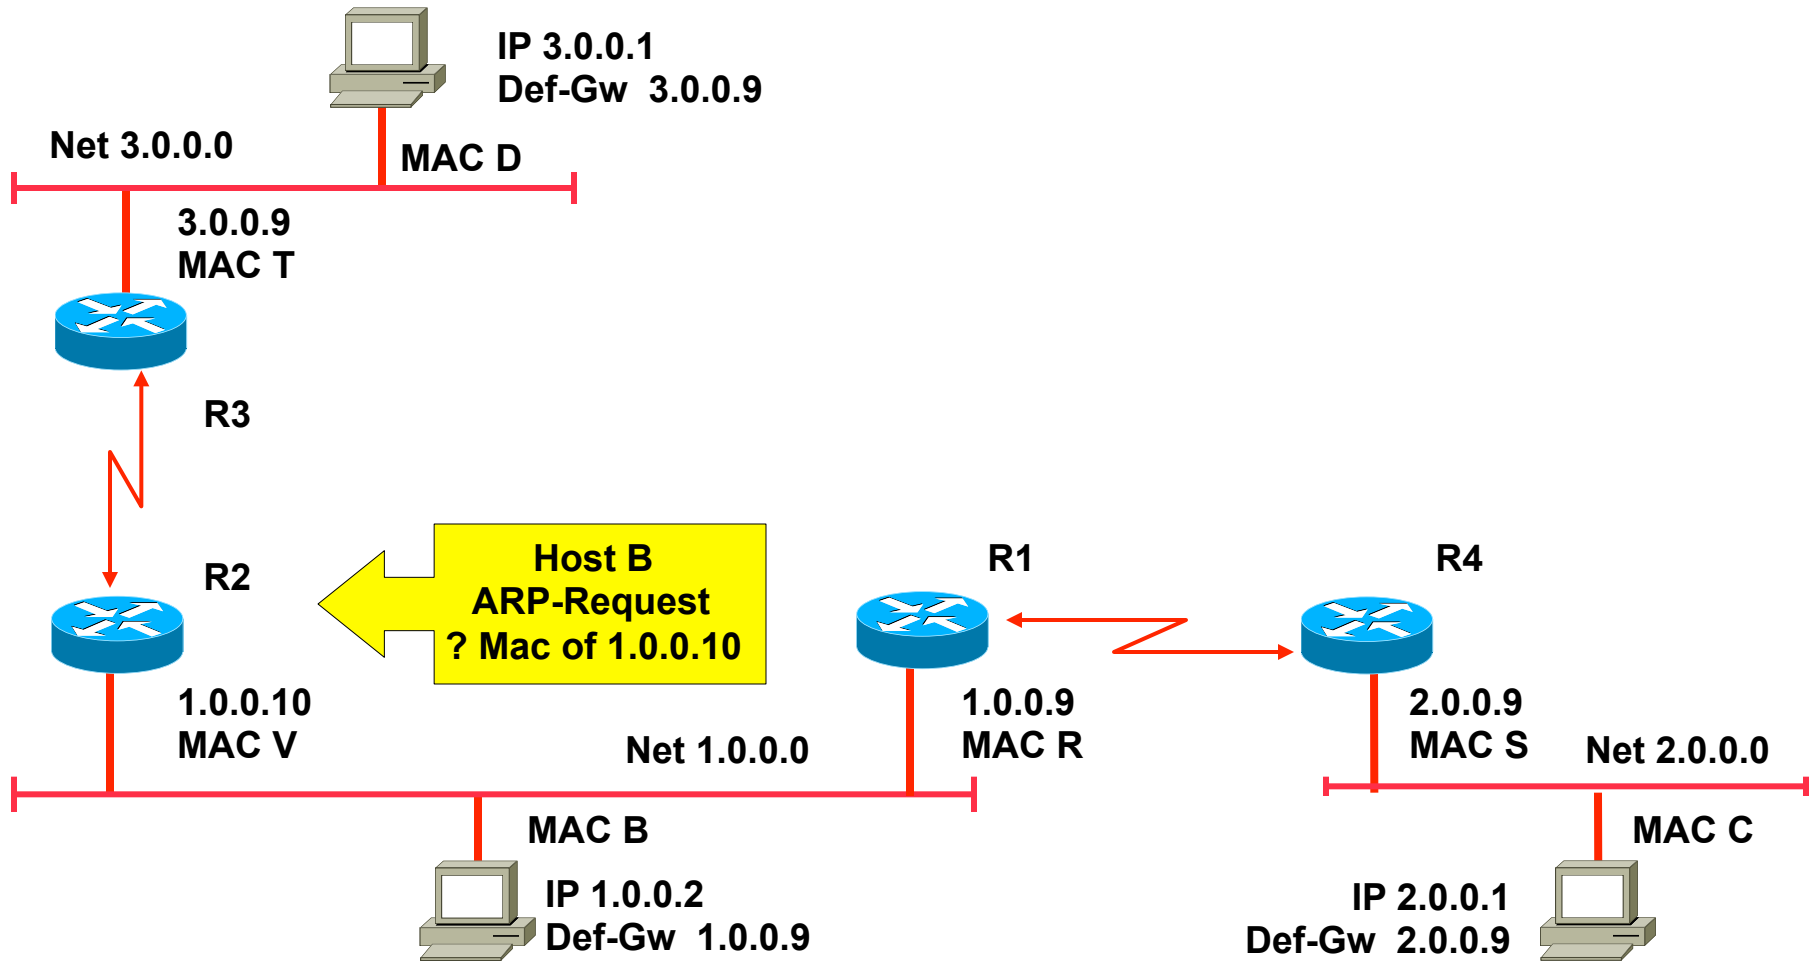 IP 3.0.0.1
Def-Gw 3.0.0.9
Net 3.0.0.0
MAC D
3.0.0.9
MAC T
R3
R2
Host B
ARP-Request
? Mac of 1.0.0.10
R1
R4
1.0.0.10
MAC V
Net 1.0.0.0
1.0.0.9
MAC R
2.0.0.9
MAC S
Net 2.0.0.0
MAC B
MAC C
IP 1.0.0.2
Def-Gw 1.0.0.9
IP 2.0.0.1
Def-Gw 2.0.0.9